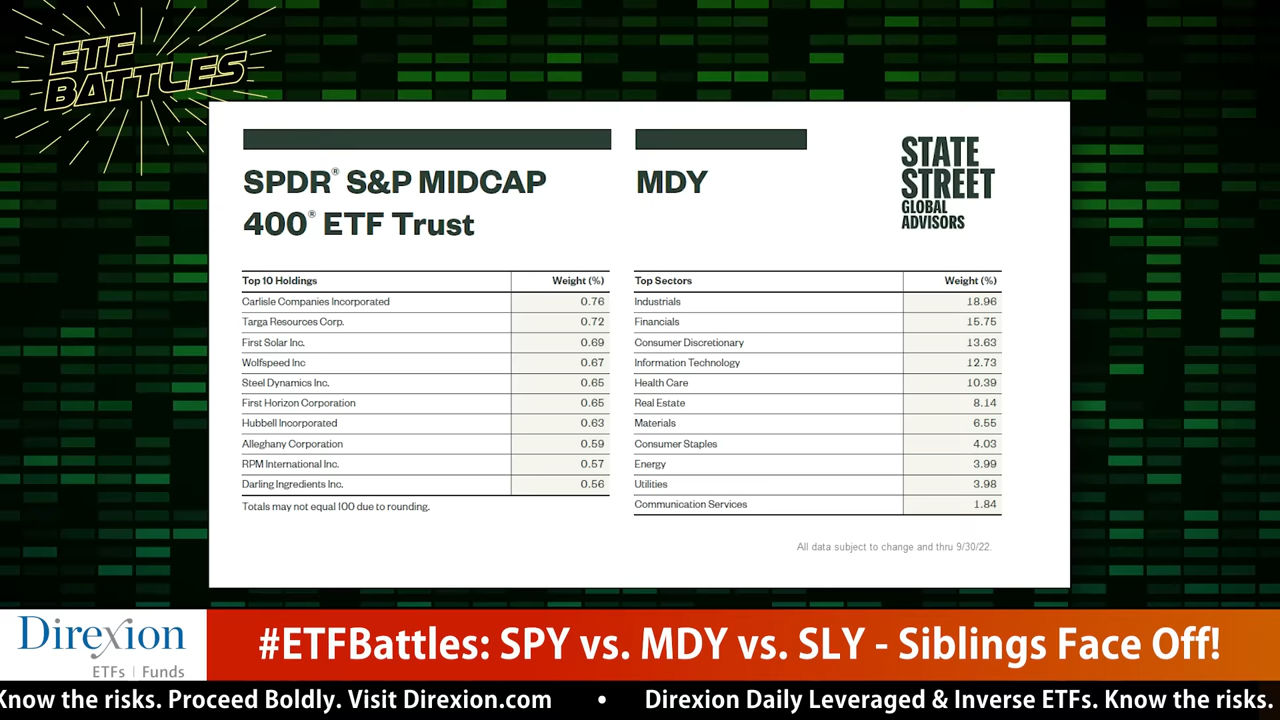 ETF
BATTLES
SPDR® S&P MIDCAP
400® ETF Trust
MDY
STATE
STREET
GLOBAL
ADVISORS
Top 10 Holdings Weight (%)
Carlisle Companies Incorporated 0.76
Targa Resources Corp. 0.72
First Solar Inc. 0.69
Wolfspeed Inc 0.67
Steel Dynamics Inc. 0.65
First Horizon Corporation 0.65
Hubbell Incorporated 0.63
Alleghany Corporation 0.59
RPM International Inc. 0.57
Darling Ingredients Inc. 0.56
Totals may not equal 100 due to rounding.
Top Sectors Weight (%)
Industrials 18.96
Financials 15.75
Consumer Discretionary 13.63
Information Technology 12.73
Health Care 10.39
Real Estate 8.14
Materials 6.55
Consumer Staples 4.03
Energy 3.99
Utilities 3.98
Communication Services 1.84
All data subject to change and thru 9/30/22.
Direxion
ETFs | Funds
#ETFBattles: SPY vs. MDY vs. SLY - Siblings Face Off!
Know the risks. Proceed Boldly. Visit Direxion.com • Direxion Daily Leveraged & Inverse ETFs. Know the risks.